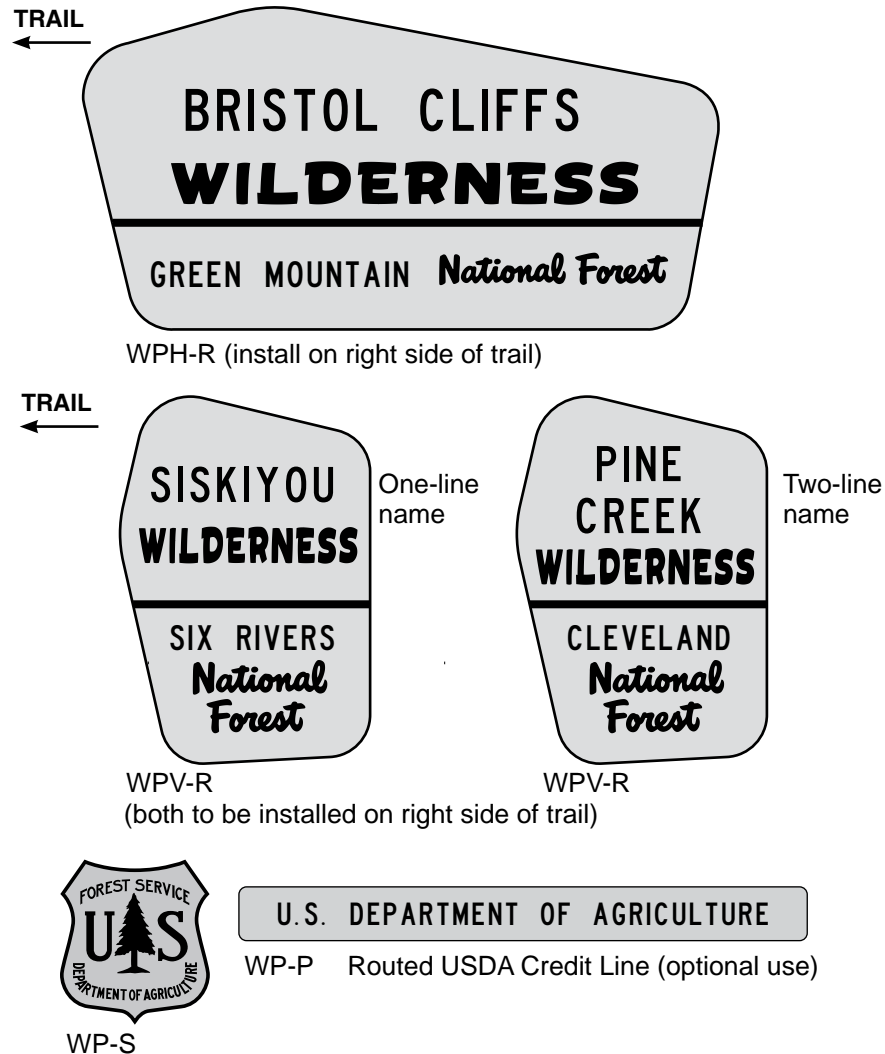 TRAIL
BRISTOL CLIFFS
WILDERNESS
GREEN MOUNTAIN National Forest
WPH-R (install on right side of trail)
TRAIL
SISKIYOU
WILDERNESS
SIX RIVERS
National
Forest
One-line
name
WPV-R
PINE
CREEK
WILDERNESS
CLEVELAND
National
Forest
Two-line
name
WPV-R
(both to be installed on right side of trail)
FOREST SERVICE
U S
DEPARTMENT OF AGRICULTURE
WP-S
U.S. DEPARTMENT OF AGRICULTURE
WP-P Routed USDA Credit Line (optional use)